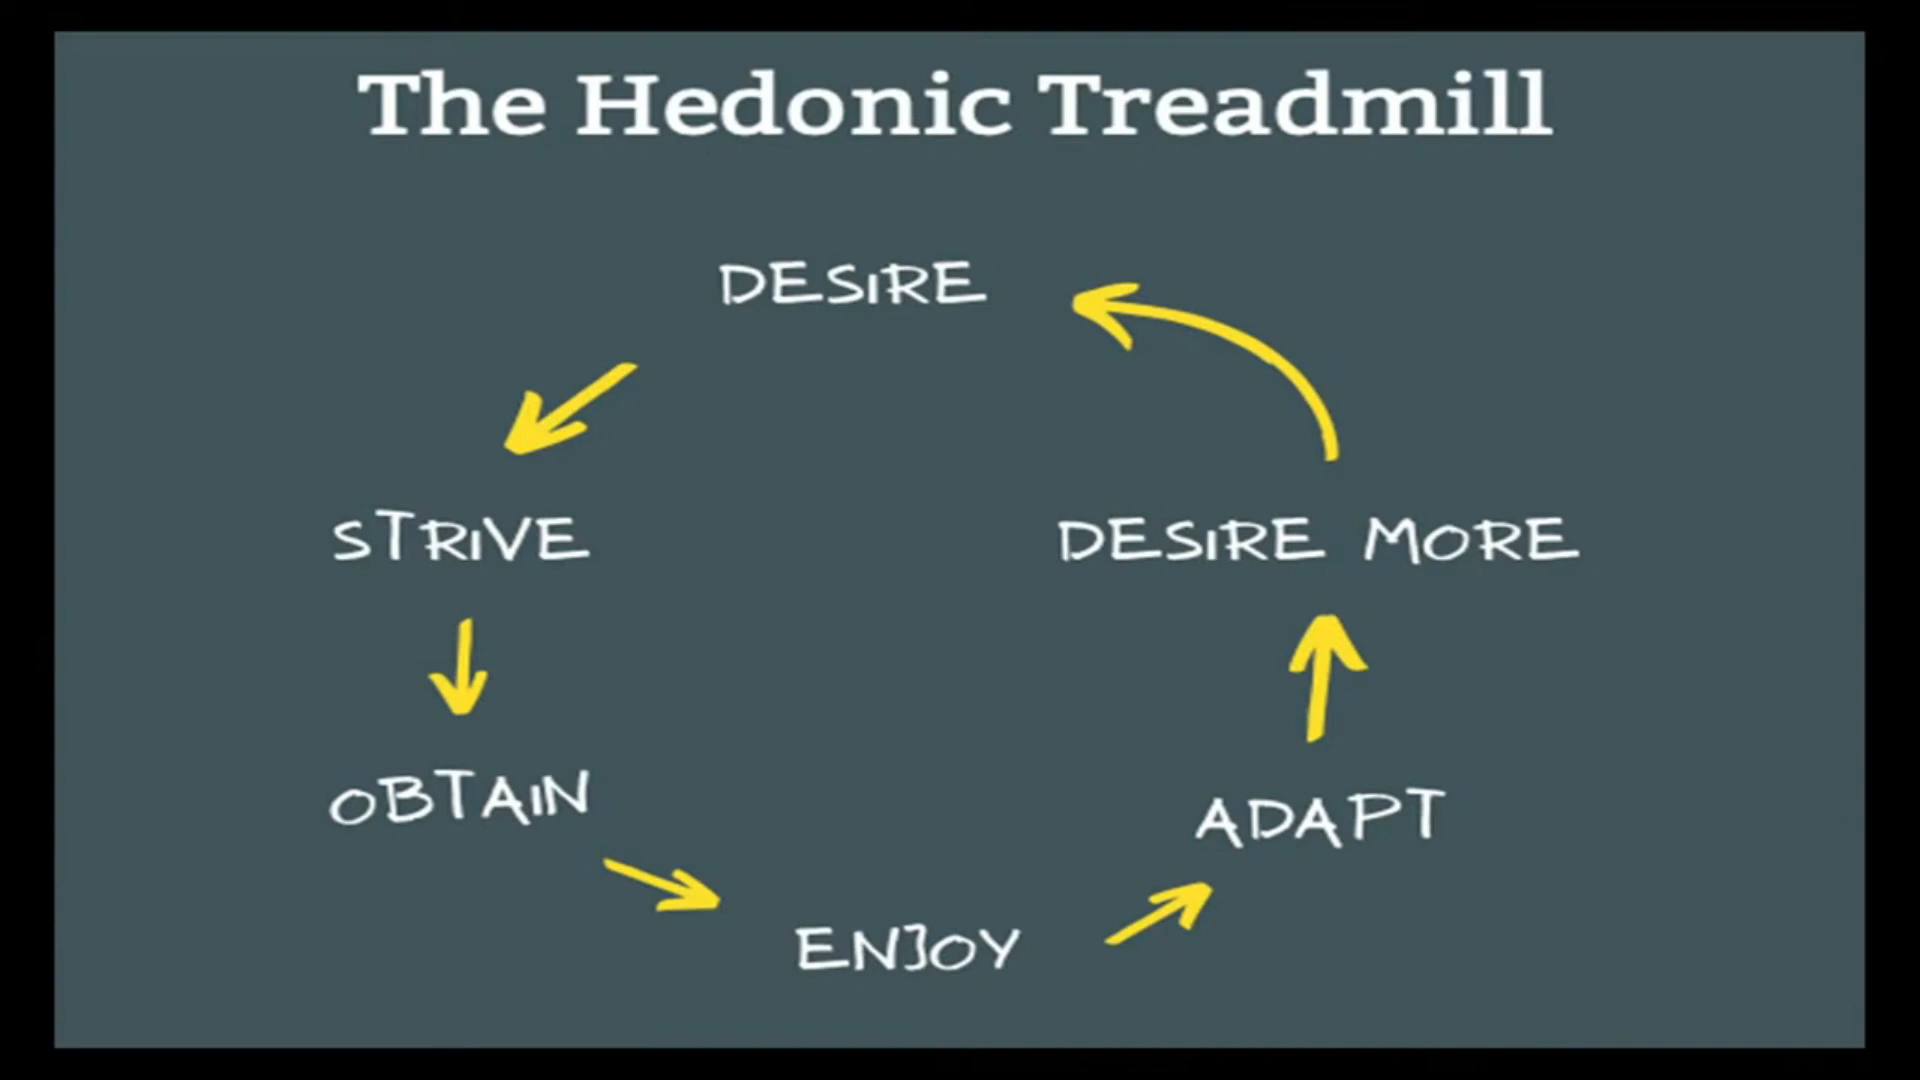 The Hedonic Treadmill
DESIRE
STRIVE
OBTAIN
ENJOY
ADAPT
DESIRE MORE